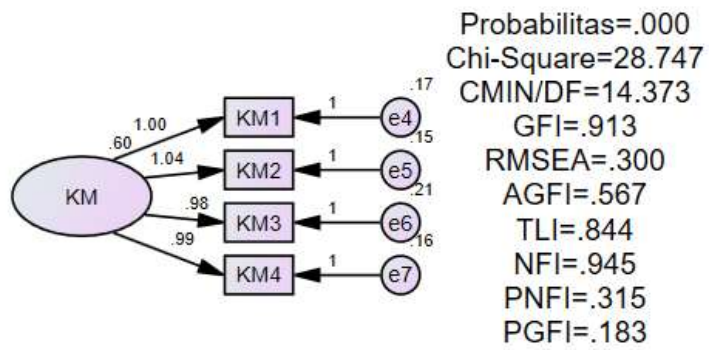 Probabilitas=.000
Chi-Square=28.747
CMIN/DF=14.373
GFI=.913
RMSEA=.300
AGFI=.567
TLI=.844
NFI=.945
PNFI=.315
PGFI=.183
KM
.60
1.00
1.04
.98
.99
KM1
1
e4
.17
KM2
1
e5
.15
KM3
1
e6
.21
KM4
1
e7
.16